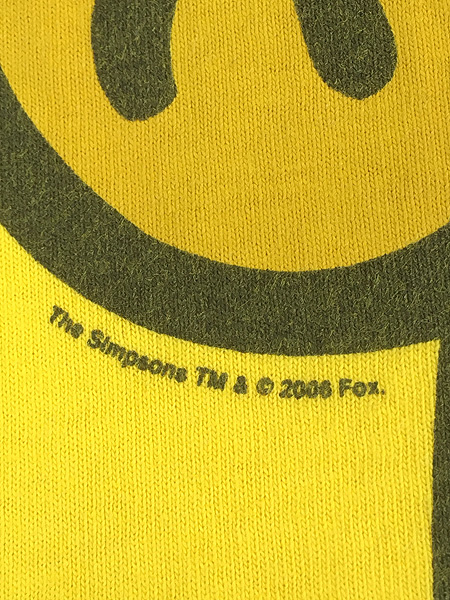 The Simpsons TM & © 2006 Fox.